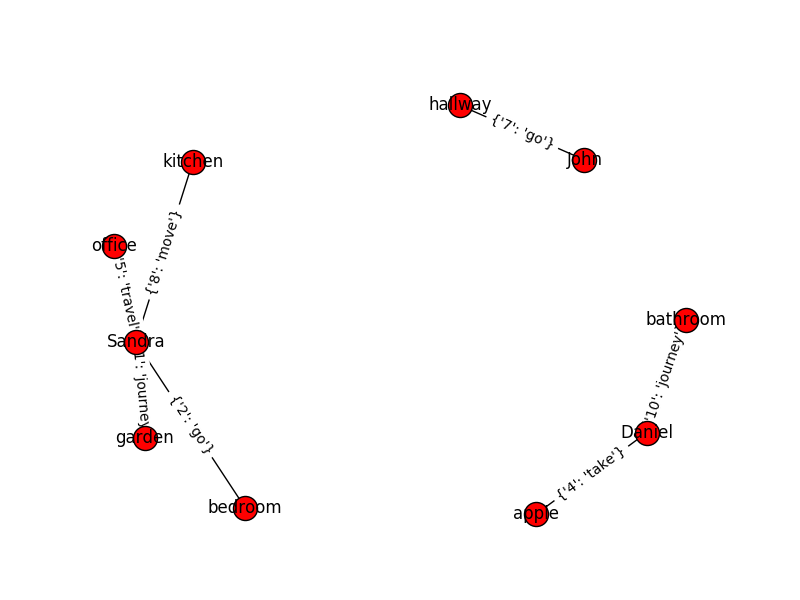 hallway
{'7': 'go'}
John
kitchen
{'8': 'move'}
office
'5': 'travel'
Sandra
1': 'journey
{'2': 'go'}
garden
bedroom
bathroom
'10': 'journey'
Daniel
{'4': 'take'}
apple